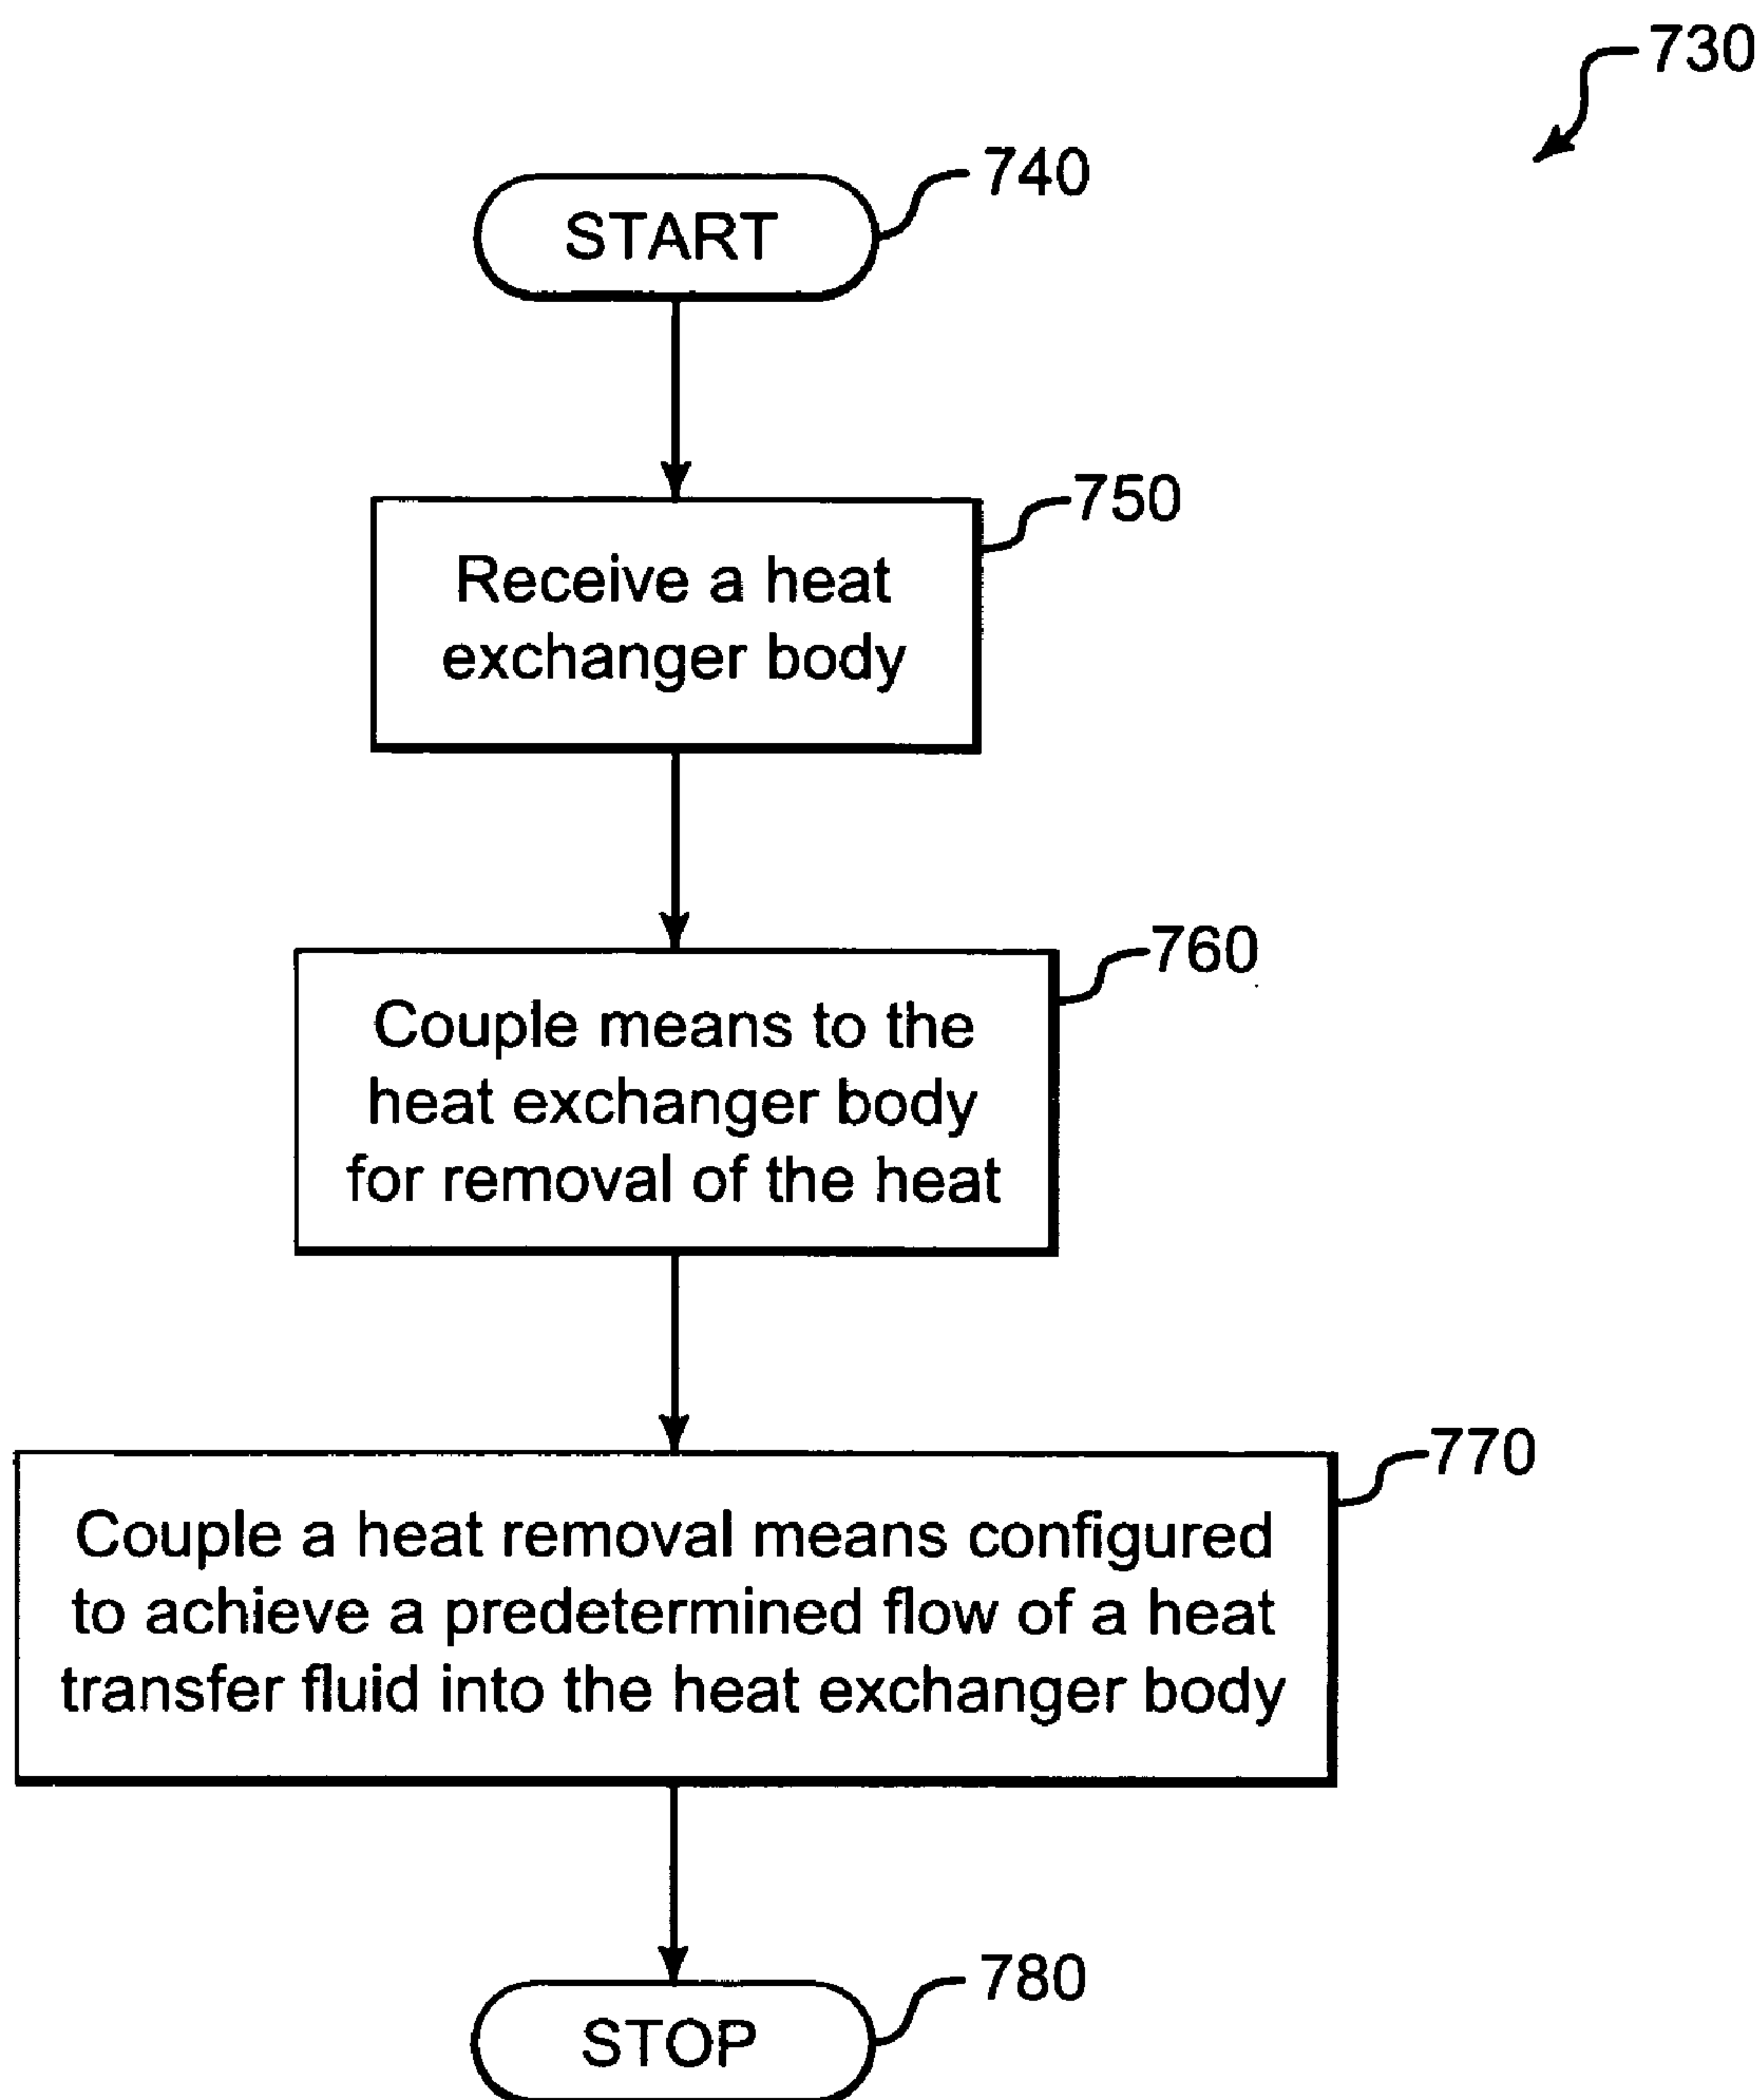 730
740
START
750
Receive a heat
exchanger body
760
Couple means to the
heat exchanger body
for removal of the heat
770
Couple a heat removal means configured
to achieve a predetermined flow of a heat
transfer fluid into the heat exchanger body
780
STOP